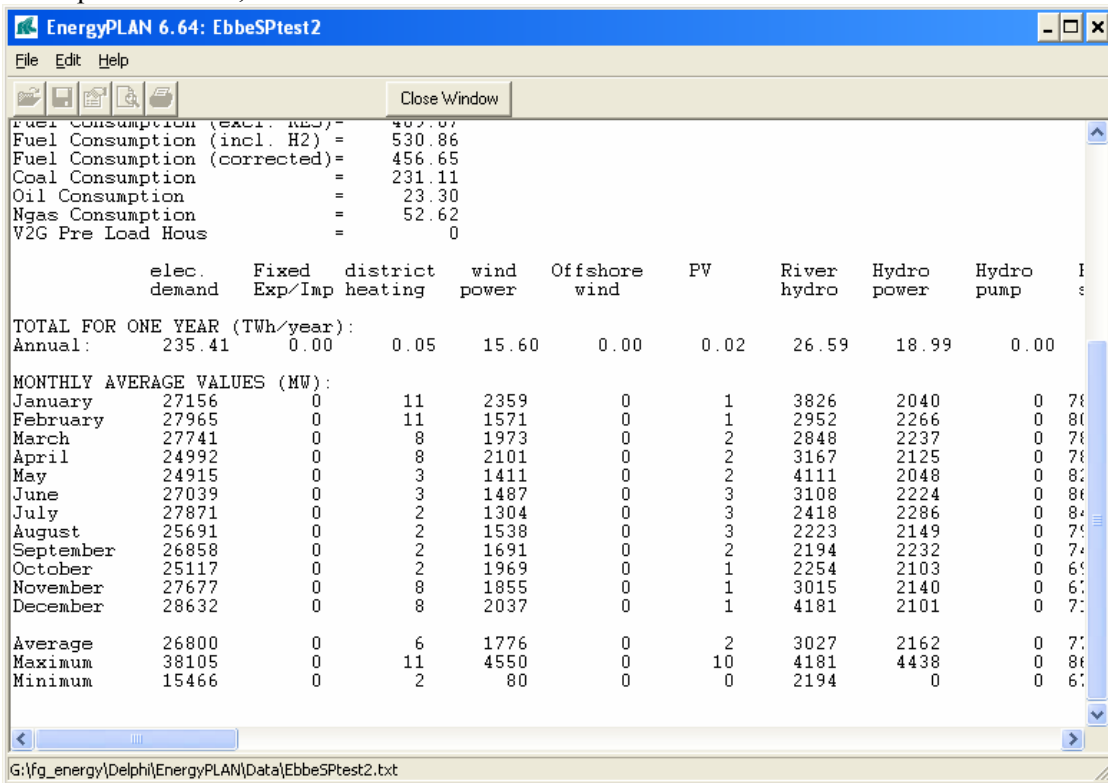 EnergyPLAN 6.64: EbbeSPtest2
File Edit Help
Close Window
Fuel Consumption (excl. RES)=
Fuel Consumption (incl. H2) = 530.86
Fuel Consumption (corrected)= 456.65
Coal Consumption = 231.11
Oil Consumption = 23.30
Ngas Consumption = 52.62
V2G Pre Load Hous = 0
elec. Fixed district wind Offshore PV River Hydro Hydro
demand Exp/Imp heating power wind hydro power pump
TOTAL FOR ONE YEAR (TWh/year):
Annual: 235.41 0.00 0.05 15.60 0.00 0.02 26.59 18.99 0.00
MONTHLY AVERAGE VALUES (MW):
January 27156 0 11 2359 0 1 3826 2040 0
February 27965 0 11 1571 0 1 2952 2266 0
March 27741 0 8 1973 0 2 2848 2237 0
April 24992 0 8 2101 0 2 3167 2125 0
May 24915 0 3 1411 0 2 4111 2048 0
June 27039 0 3 1487 0 3 3108 2224 0
July 27871 0 2 1304 0 3 2418 2286 0
August 25691 0 2 1538 0 3 2223 2149 0
September 26858 0 2 1691 0 2 2194 2232 0
October 25117 0 2 1969 0 1 2254 2103 0
November 27677 0 8 1855 0 1 3015 2140 0
December 28632 0 8 2037 0 1 4181 2101 0
Average 26800 0 6 1776 0 2 3027 2162 0
Maximum 38105 0 11 4550 0 10 4181 4438 0
Minimum 15466 0 2 80 0 0 2194 0 0
G:\fg_energy\Delphi\EnergyPLAN\Data\EbbeSPtest2.txt